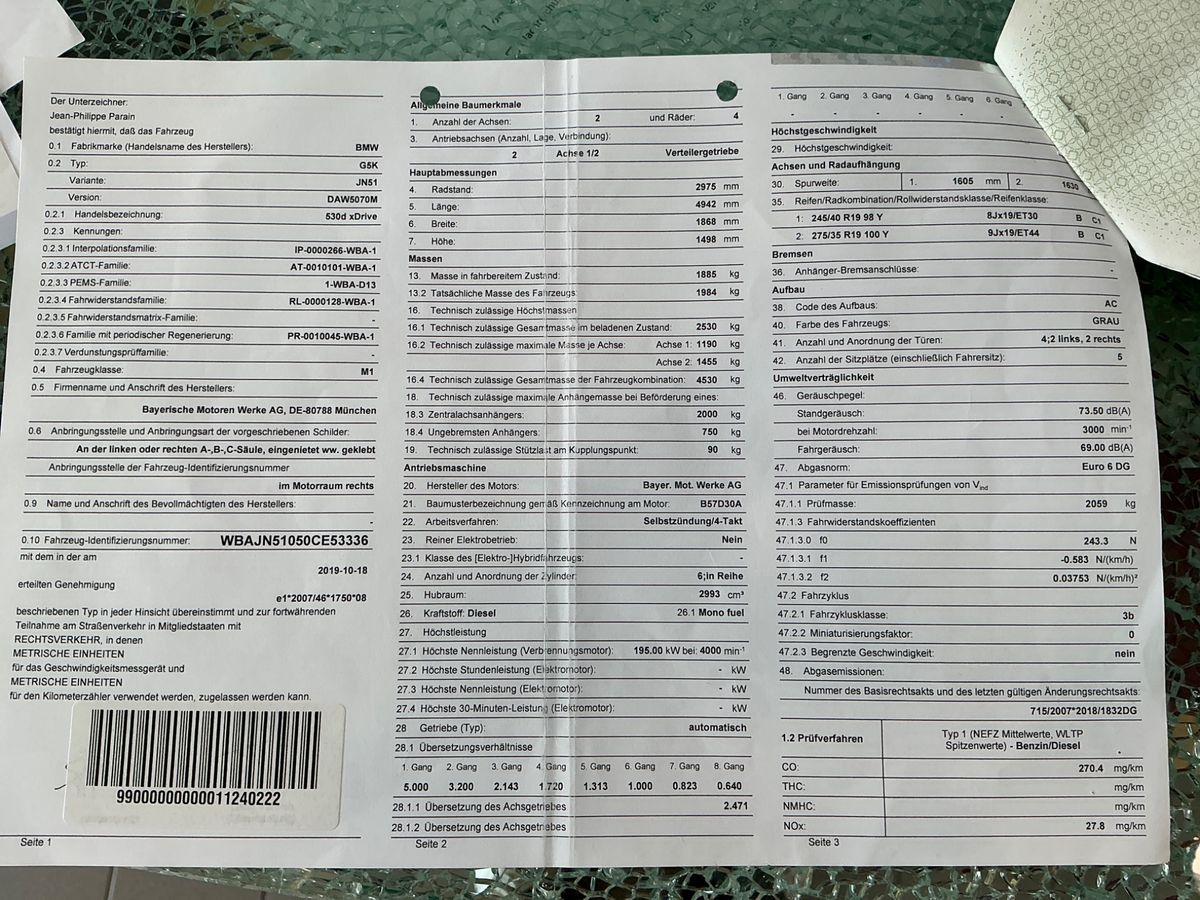 Der Unterzeichner:
Jean-Philippe Parain
bestätigt hiermit, daß das Fahrzeug
0.1 Fabrikmarke (Handelsname des Herstellers): BMW
0.2 Typ: G5K
Variante: JN51
Version: DAW5070M
0.2.1 Handelsbezeichnung: 530d xDrive
0.2.3 Kennungen:
0.2.3.1 Interpolationsfamilie: IP-0000266-WBA-1
0.2.3.2 ATCT-Familie: AT-0010101-WBA-1
0.2.3.3 PEMS-Familie: 1-WBA-D13
0.2.3.4 Fahrwiderstandsfamilie: RL-0000128-WBA-1
0.2.3.5 Fahrwiderstandsmatrix-Familie: -
0.2.3.6 Familie mit periodischer Regenerierung: PR-0010045-WBA-1
0.2.3.7 Verdunstungsprüffamilie: -
0.4 Fahrzeugklasse: M1
0.5 Firmenname und Anschrift des Herstellers:
Bayerische Motoren Werke AG, DE-80788 München
0.6 Anbringungsstelle und Anbringungsart der vorgeschriebenen Schilder:
An der linken oder rechten A-,B-,C-Säule, eingenietet ww. geklebt
Anbringungsstelle der Fahrzeug-Identifizierungsnummer
im Motorraum rechts
0.9 Name und Anschrift des Bevollmächtigten des Herstellers:
-
0.10 Fahrzeug-Identifizierungsnummer: WBAJN51050CE53336
mit dem in der am
2019-10-18
erteilten Genehmigung
e1*2007/46*1750*08
beschriebenen Typ in jeder Hinsicht übereinstimmt und zur fortwährenden
Teilnahme am Straßenverkehr in Mitgliedstaaten mit
RECHTSVERKEHR, in denen
METRISCHE EINHEITEN
für das Geschwindigkeitsmessgerät und
METRISCHE EINHEITEN
für den Kilometerzähler verwendet werden, zugelassen werden kann.
99000000000011240222
Seite 1
Allgemeine Baumerkmale
1. Anzahl der Achsen: 2 und Räder: 4
3. Antriebsachsen (Anzahl, Lage, Verbindung):
2 Achse 1/2 Verteilergetriebe
Hauptabmessungen
4. Radstand: 2975 mm
5. Länge: 4942 mm
6. Breite: 1868 mm
7. Höhe: 1498 mm
Massen
13. Masse in fahrbereitem Zustand: 1885 kg
13.2 Tatsächliche Masse des Fahrzeugs: 1984 kg
16. Technisch zulässige Höchstmassen
16.1 Technisch zulässige Gesamtmasse im beladenen Zustand: 2530 kg
16.2 Technisch zulässige maximale Masse je Achse: Achse 1: 1190 kg
Achse 2: 1455 kg
16.4 Technisch zulässige Gesamtmasse der Fahrzeugkombination: 4530 kg
18. Technisch zulässige maximale Anhängemasse bei Beförderung eines:
18.3 Zentralachsanhängers: 2000 kg
18.4 Ungebremsten Anhängers: 750 kg
19. Technisch zulässige Stützlast am Kupplungspunkt: 90 kg
Antriebsmaschine
20. Hersteller des Motors: Bayer. Mot. Werke AG
21. Baumusterbezeichnung gemäß Kennzeichnung am Motor: B57D30A
22. Arbeitsverfahren: Selbstzündung/4-Takt
23. Reiner Elektrobetrieb: Nein
23.1 Klasse des [Elektro-]Hybridfahrzeugs: -
24. Anzahl und Anordnung der Zylinder: 6;in Reihe
25. Hubraum: 2993 cm³
26. Kraftstoff: Diesel 26.1 Mono fuel
27. Höchstleistung
27.1 Höchste Nennleistung (Verbrennungsmotor): 195.00 kW bei: 4000 min⁻¹
27.2 Höchste Stundenleistung (Elektromotor): - kW
27.3 Höchste Nennleistung (Elektromotor): - kW
27.4 Höchste 30-Minuten-Leistung (Elektromotor): - kW
28 Getriebe (Typ): automatisch
28.1 Übersetzungsverhältnisse
1. Gang 2. Gang 3. Gang 4. Gang 5. Gang 6. Gang 7. Gang 8. Gang
5.000 3.200 2.143 1.720 1.313 1.000 0.823 0.640
28.1.1 Übersetzung des Achsgetriebes 2.471
28.1.2 Übersetzung des Achsgetriebes
Seite 2
1. Gang 2. Gang 3. Gang 4. Gang 5. Gang 6. Gang
- - - - - -
Höchstgeschwindigkeit
29. Höchstgeschwindigkeit:
Achsen und Radaufhängung
30. Spurweite: 1. 1605 mm 2. 1630
35. Reifen/Radkombination/Rollwiderstandsklasse/Reifenklasse:
1: 245/40 R19 98 Y 8Jx19/ET30 B C1
2: 275/35 R19 100 Y 9Jx19/ET44 B C1
Bremsen
36. Anhänger-Bremsanschlüsse: -
Aufbau
38. Code des Aufbaus: AC
40. Farbe des Fahrzeugs: GRAU
41. Anzahl und Anordnung der Türen: 4;2 links, 2 rechts
42. Anzahl der Sitzplätze (einschließlich Fahrersitz): 5
Umweltverträglichkeit
46. Geräuschpegel:
Standgeräusch: 73.50 dB(A)
bei Motordrehzahl: 3000 min⁻¹
Fahrgeräusch: 69.00 dB(A)
47. Abgasnorm: Euro 6 DG
47.1 Parameter für Emissionsprüfungen von Vind
47.1.1 Prüfmasse: 2059 kg
47.1.3 Fahrwiderstandskoeffizienten
47.1.3.0 f0 243.3 N
47.1.3.1 f1 -0.583 N/(km/h)
47.1.3.2 f2 0.03753 N/(km/h)²
47.2 Fahrzyklus
47.2.1 Fahrzyklusklasse: 3b
47.2.2 Miniaturisierungsfaktor: 0
47.2.3 Begrenzte Geschwindigkeit: nein
48. Abgasemissionen:
Nummer des Basisrechtsakts und des letzten gültigen Änderungsrechtsakts:
715/2007*2018/1832DG
1.2 Prüfverfahren Typ 1 (NEFZ Mittelwerte, WLTP
Spitzenwerte) - Benzin/Diesel
CO: 270.4 mg/km
THC: mg/km
NMHC: mg/km
NOx: 27.8 mg/km
Seite 3